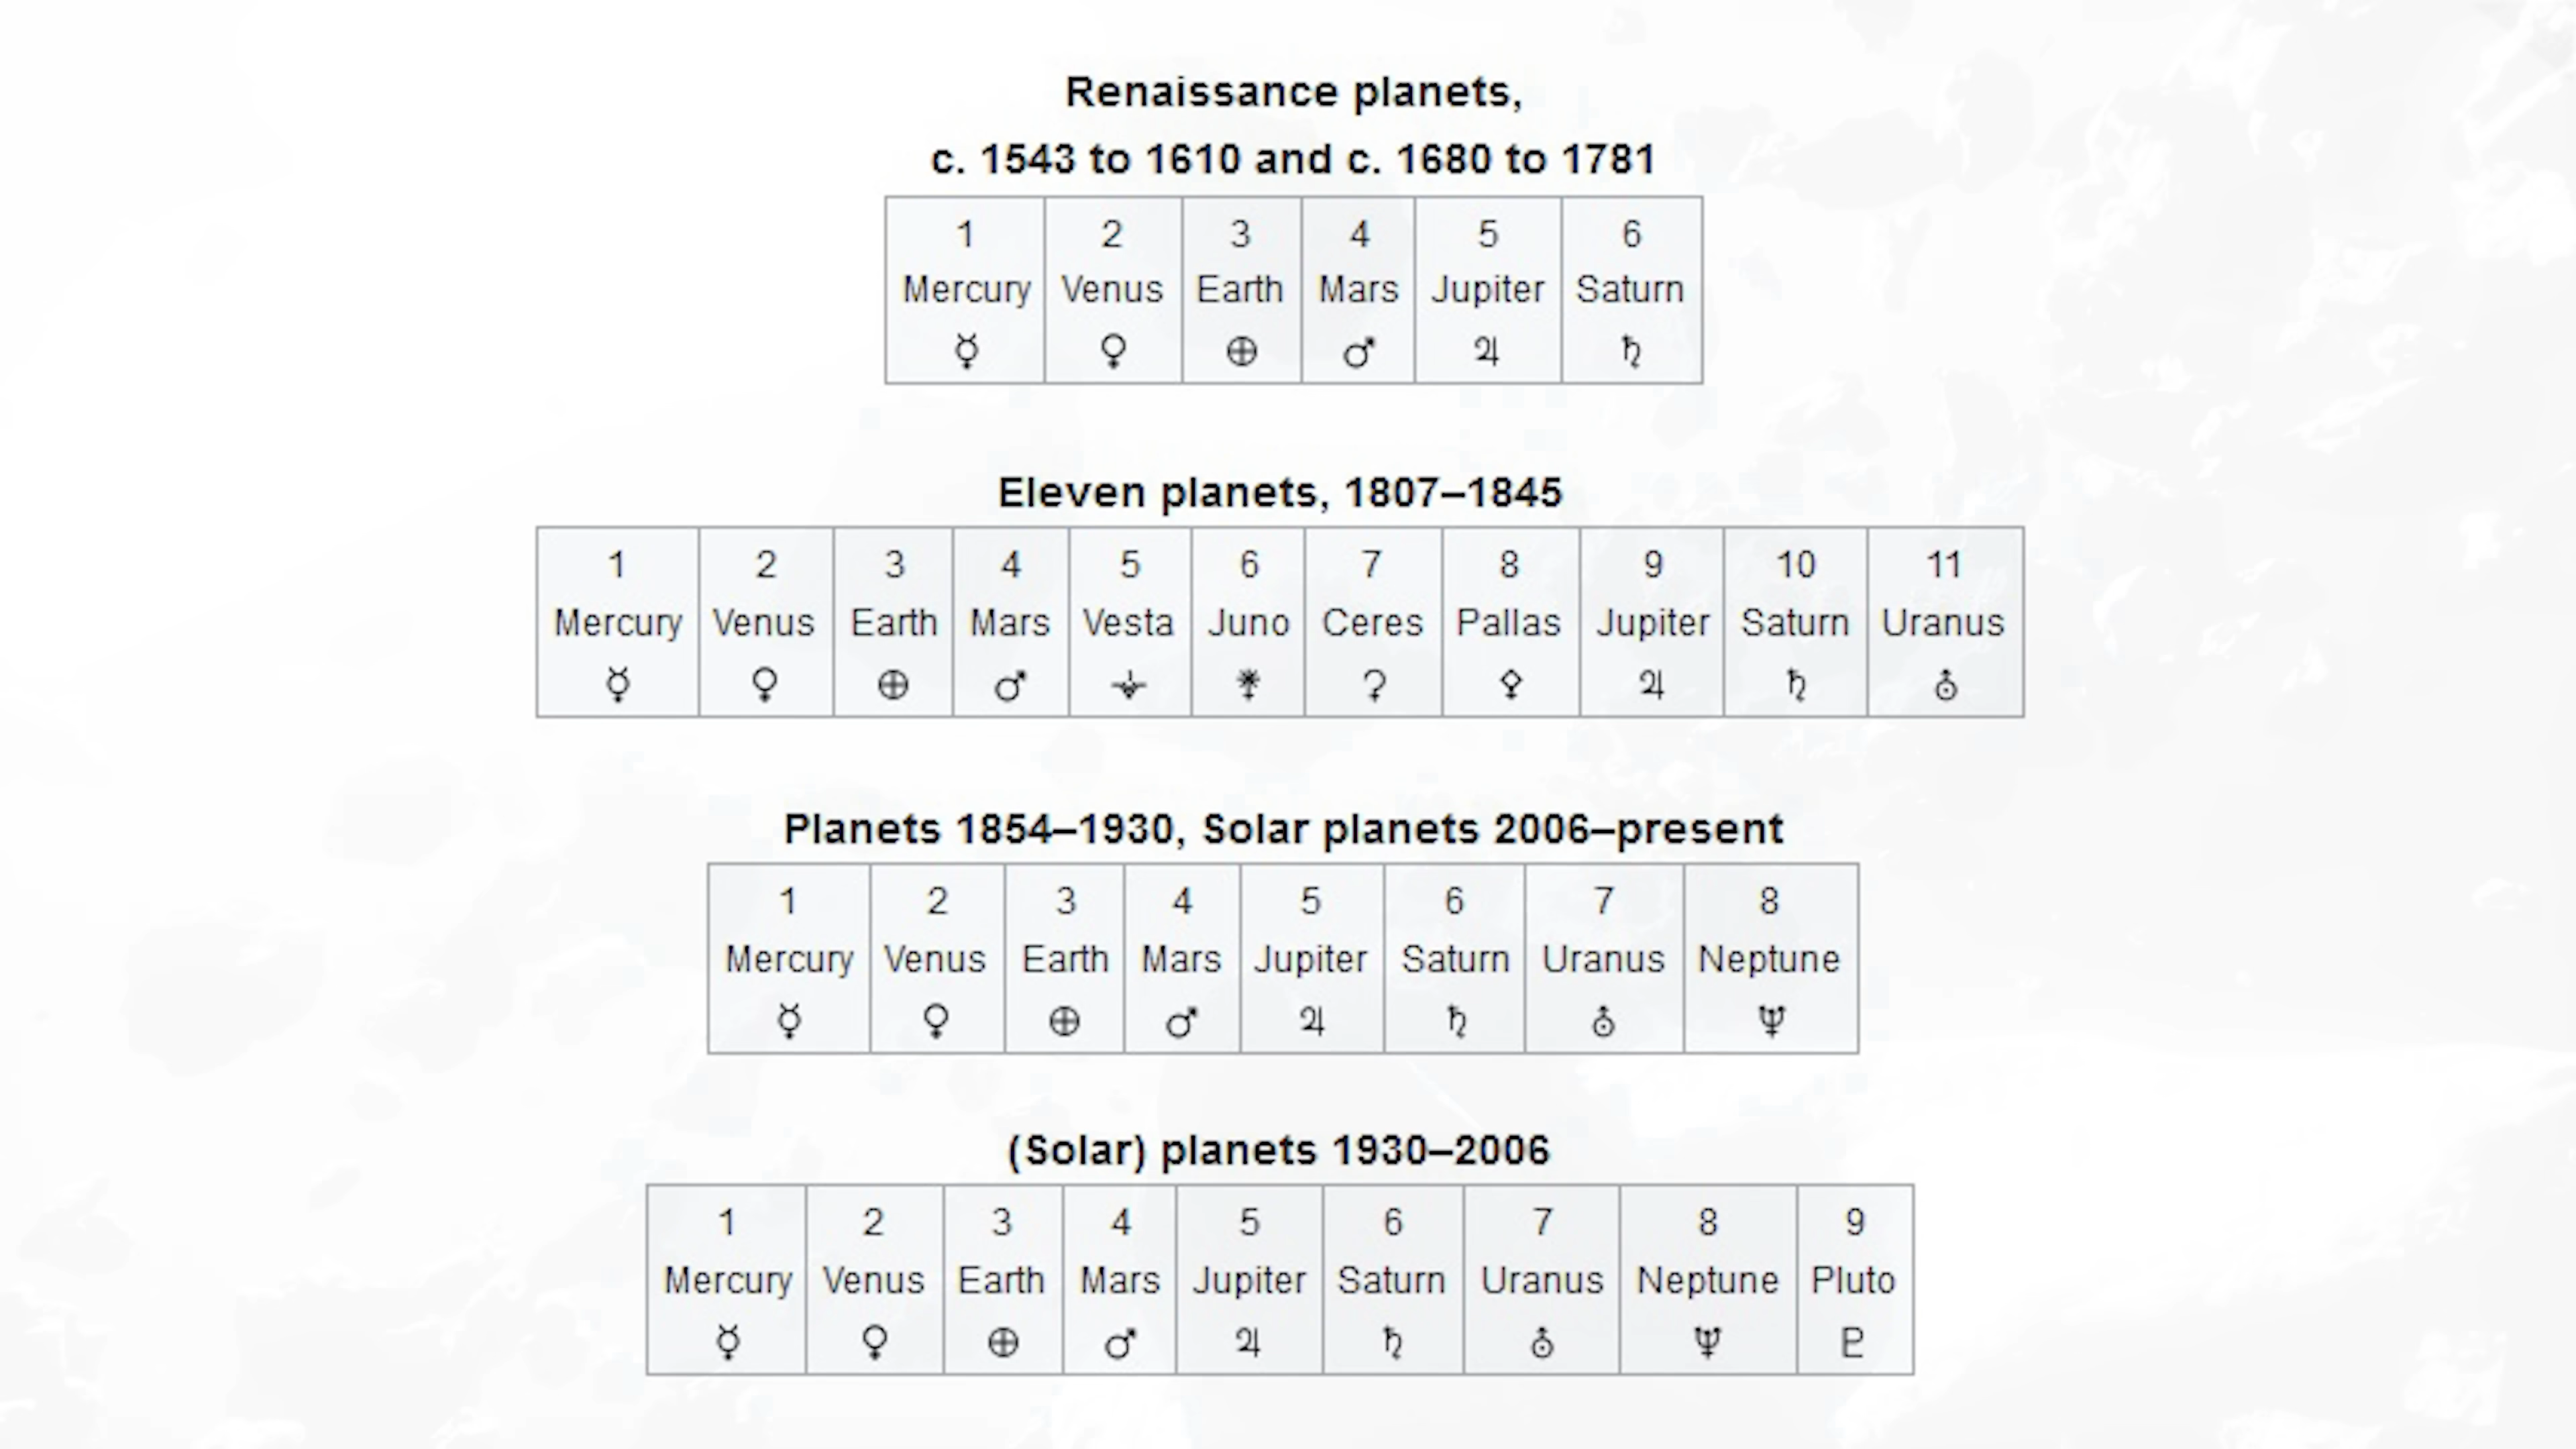 Renaissance planets,
c. 1543 to 1610 and c. 1680 to 1781
1 2 3 4 5 6
Mercury Venus Earth Mars Jupiter Saturn
☿ ♀ ⊕ ♂ ♃ ♄
Eleven planets, 1807–1845
1 2 3 4 5 6 7 8 9 10 11
Mercury Venus Earth Mars Vesta Juno Ceres Pallas Jupiter Saturn Uranus
☿ ♀ ⊕ ♂ ⚶ ⚵ ⚳ ⚴ ♃ ♄ ⛢
Planets 1854–1930, Solar planets 2006–present
1 2 3 4 5 6 7 8
Mercury Venus Earth Mars Jupiter Saturn Uranus Neptune
☿ ♀ ⊕ ♂ ♃ ♄ ⛢ ♆
(Solar) planets 1930–2006
1 2 3 4 5 6 7 8 9
Mercury Venus Earth Mars Jupiter Saturn Uranus Neptune Pluto
☿ ♀ ⊕ ♂ ♃ ♄ ⛢ ♆ ♇